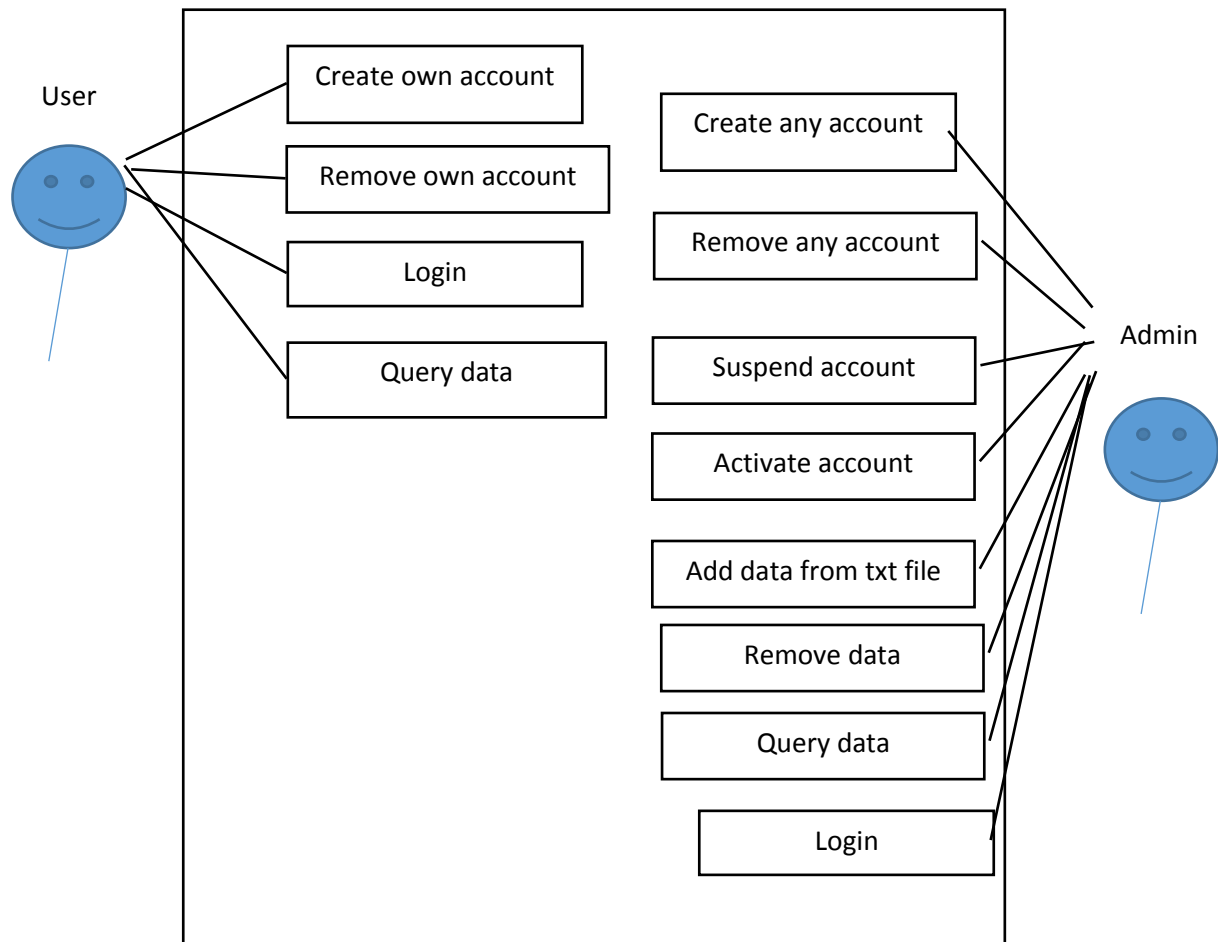 User
Create own account
Remove own account
Login
Query data
Create any account
Remove any account
Suspend account
Activate account
Add data from txt file
Remove data
Query data
Login
Admin